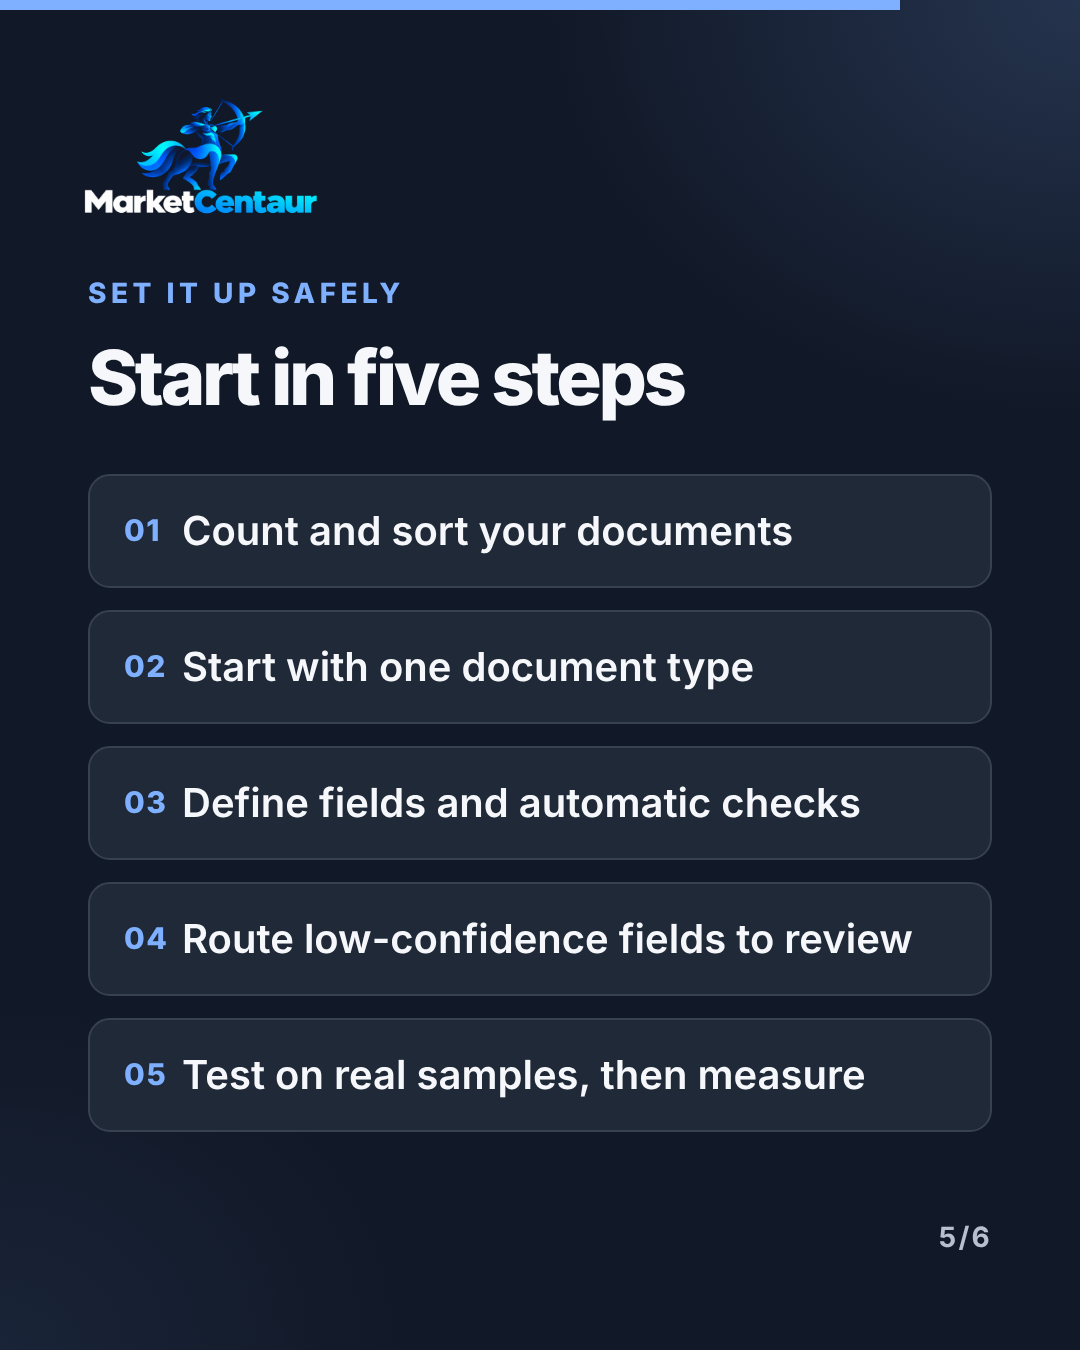 MarketCentaur
SET IT UP SAFELY
Start in five steps
01 Count and sort your documents
02 Start with one document type
03 Define fields and automatic checks
04 Route low-confidence fields to review
05 Test on real samples, then measure
5/6